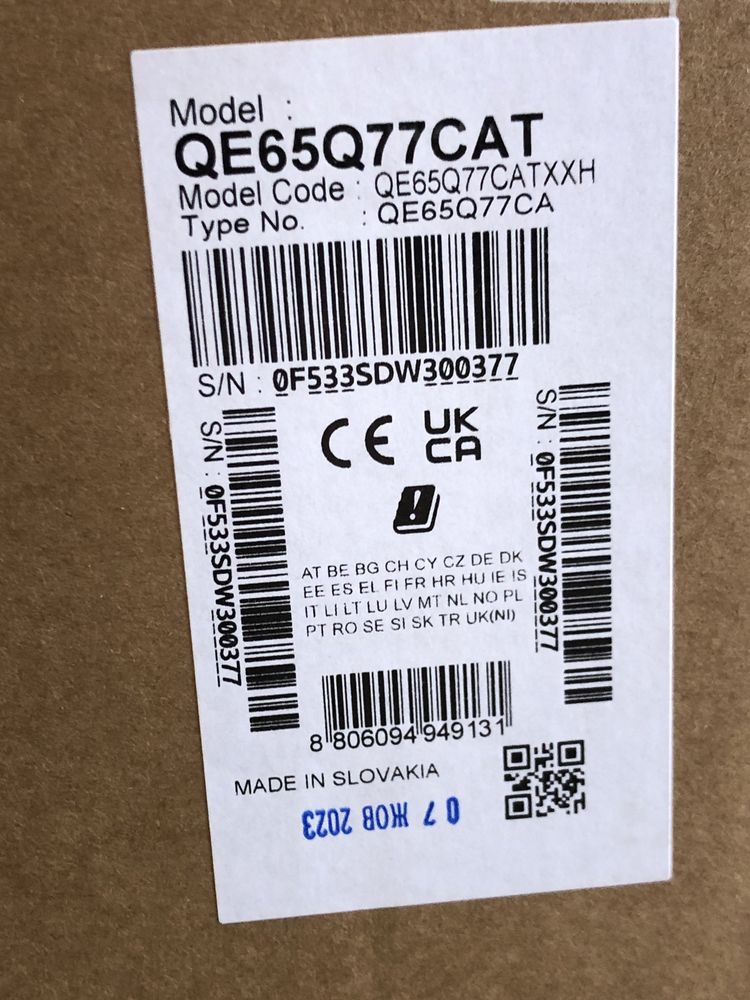 Model :
QE65Q77CAT
Model Code : QE65Q77CATXXH
Type No. : QE65Q77CA
S/N : 0F533SDW300377
S/N : 0F533SDW300377
S/N : 0F533SDW300377
CE
UK
CA
!
AT BE BG CH CY CZ DE DK
EE ES EL FI FR HR HU IE IS
IT LI LT LU LV MT NL NO PL
PT RO SE SI SK TR UK(NI)
8 806094 949131
MADE IN SLOVAKIA
07 ЖОВ 2023